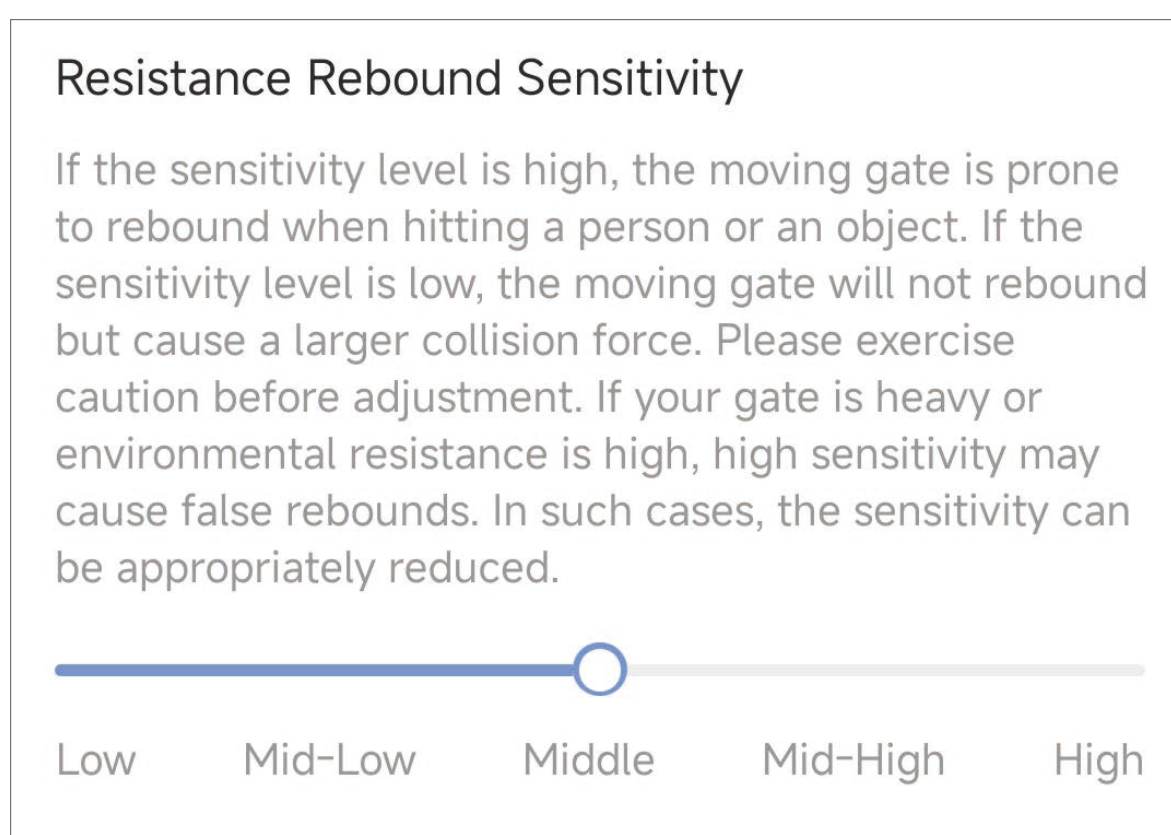 Resistance Rebound Sensitivity
If the sensitivity level is high, the moving gate is prone
to rebound when hitting a person or an object. If the
sensitivity level is low, the moving gate will not rebound
but cause a larger collision force. Please exercise
caution before adjustment. If your gate is heavy or
environmental resistance is high, high sensitivity may
cause false rebounds. In such cases, the sensitivity can
be appropriately reduced.
Low Mid-Low Middle Mid-High High